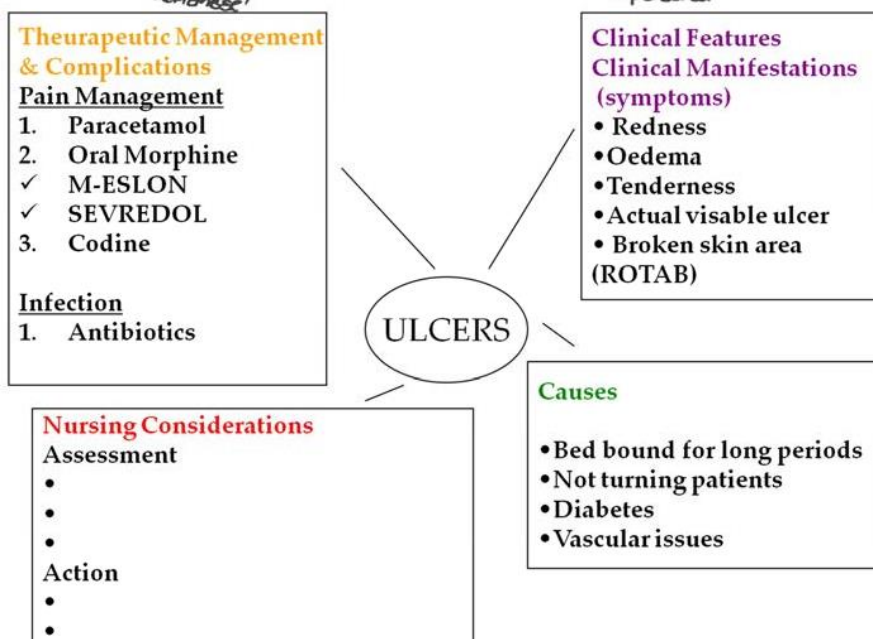 Theurapeutic Management
& Complications
Pain Management
1. Paracetamol
2. Oral Morphine
✓ M-ESLON
✓ SEVREDOL
3. Codine
Infection
1. Antibiotics
Clinical Features
Clinical Manifestations
(symptoms)
• Redness
•Oedema
•Tenderness
•Actual visable ulcer
• Broken skin area
(ROTAB)
ULCERS
Nursing Considerations
Assessment
•
•
•
Action
•
•
Causes
•Bed bound for long periods
•Not turning patients
•Diabetes
•Vascular issues